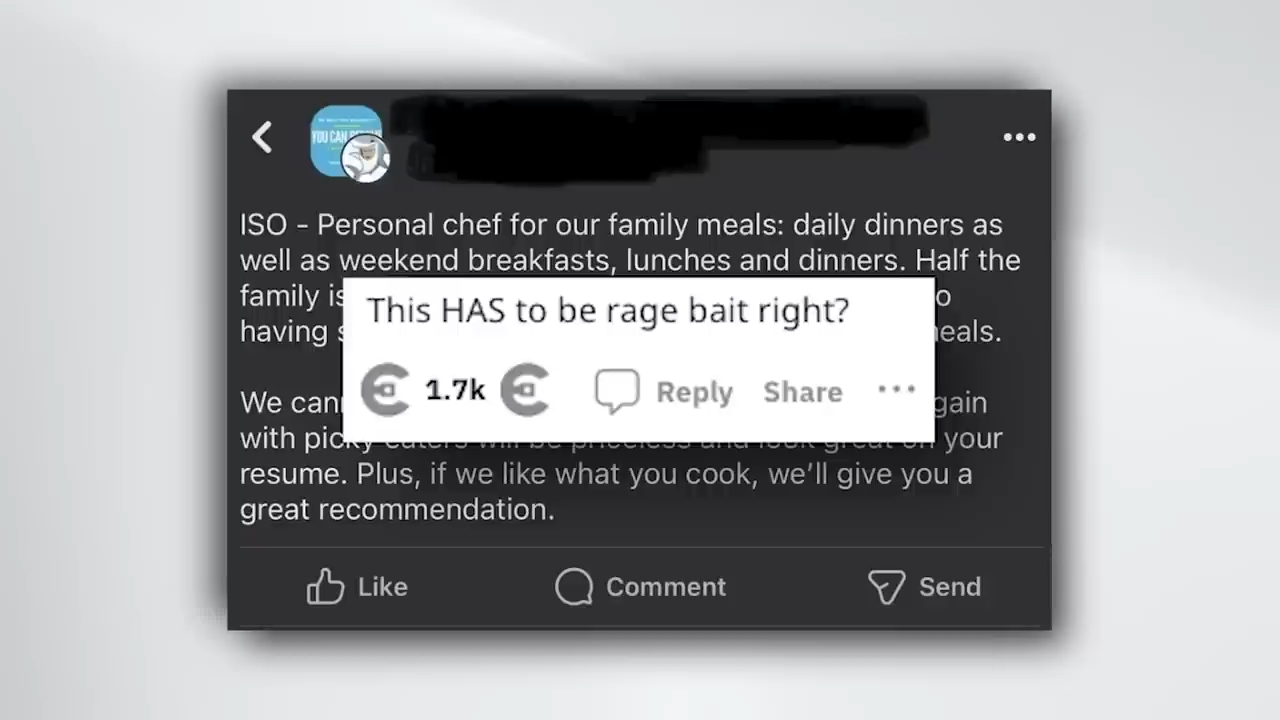 YOU CAN
ISO - Personal chef for our family meals: daily dinners as
well as weekend breakfasts, lunches and dinners. Half the
family is
having
meals.
This HAS to be rage bait right?
1.7k
Reply
Share
We
gain
with picky eaters will be priceless and look great on your
resume. Plus, if we like what you cook, we'll give you a
great recommendation.
Like
Comment
Send